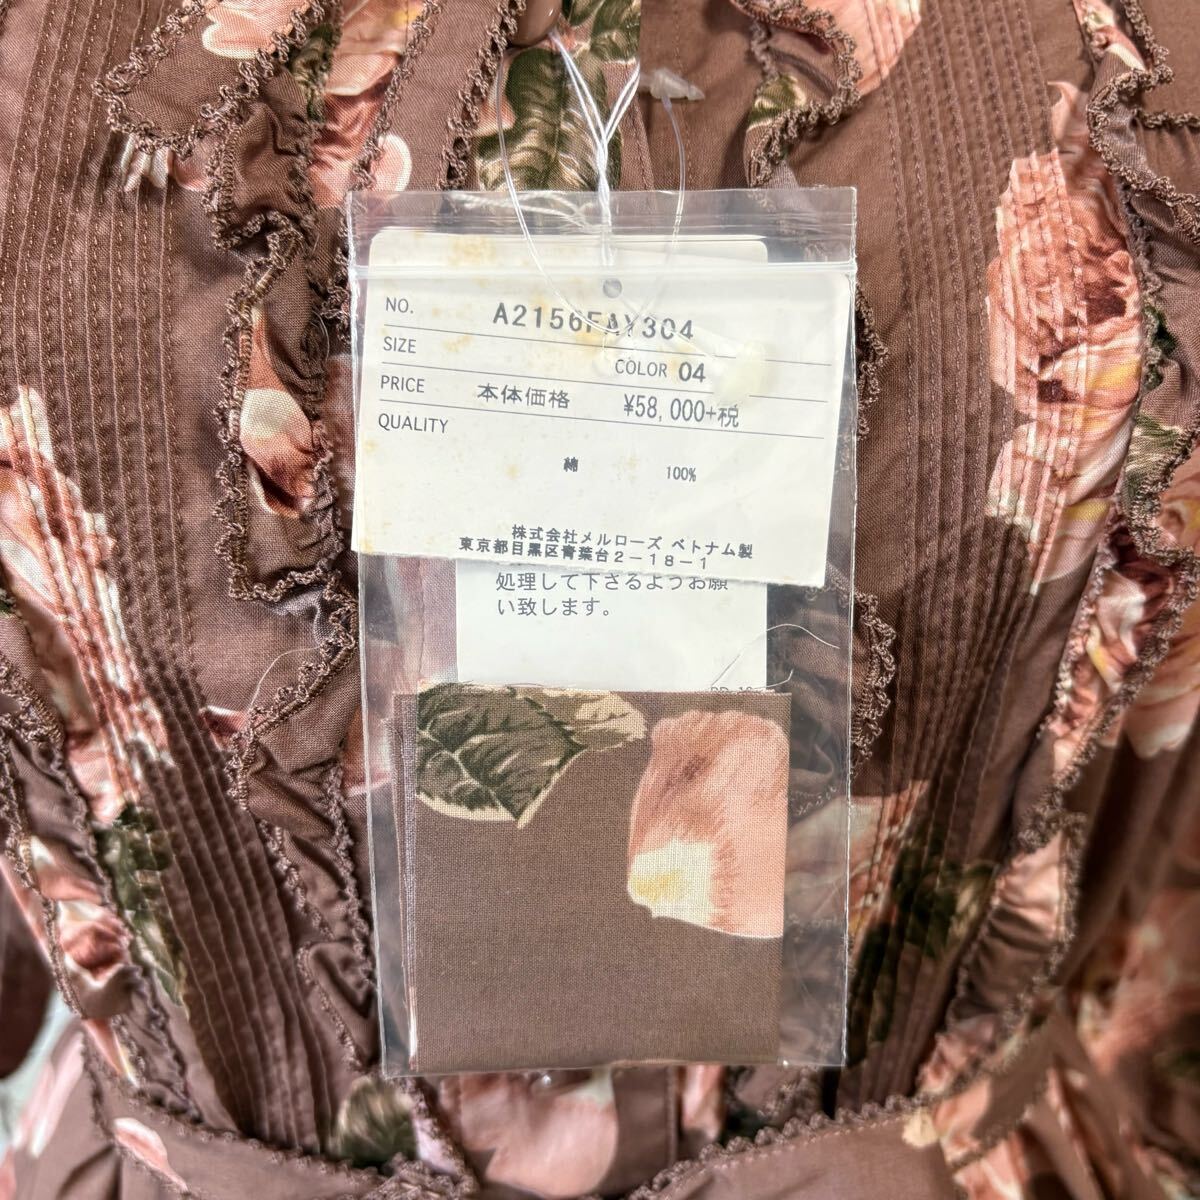 NO. A2156FAY304
SIZE
COLOR 04
PRICE 本体価格 ¥58,000+税
QUALITY
綿 100%
株式会社メルローズ ベトナム製
東京都目黒区青葉台2-18-1
処理して下さるようお願
い致します。